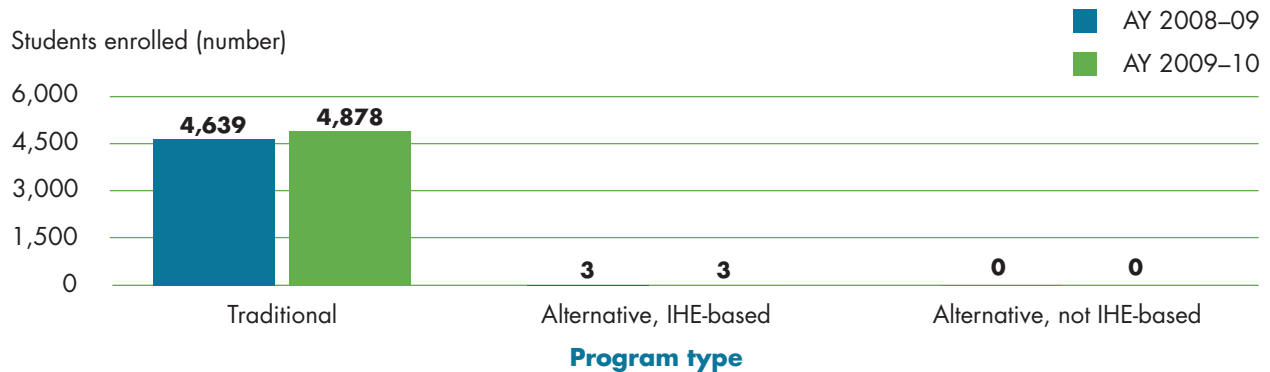 AY 2008–09
AY 2009–10
Students enrolled (number)
6,000
4,500
3,000
1,500
0
4,639
4,878
3
3
0
0
Traditional
Alternative, IHE-based
Alternative, not IHE-based
Program type